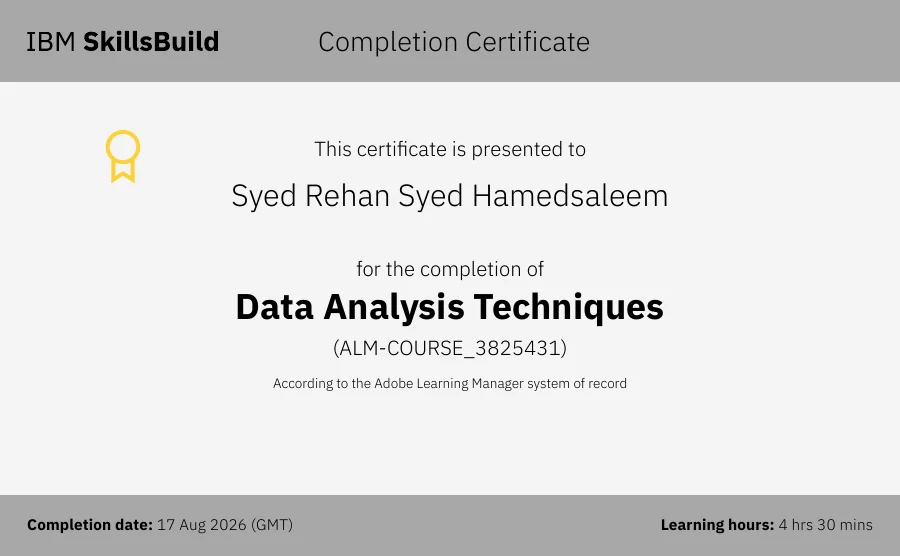 IBM SkillsBuild
Completion Certificate
This certificate is presented to
Syed Rehan Syed Hamedsaleem
for the completion of
Data Analysis Techniques
(ALM-COURSE_3825431)
According to the Adobe Learning Manager system of record
Completion date: 17 Aug 2026 (GMT)
Learning hours: 4 hrs 30 mins